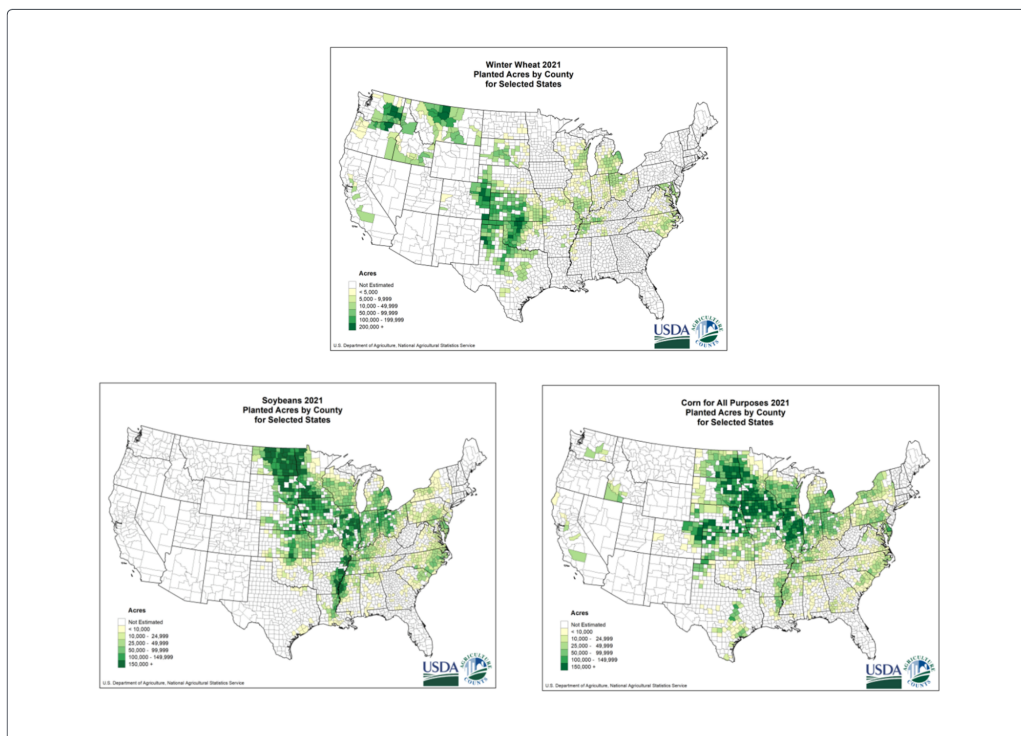 Winter Wheat 2021
Planted Acres by County
for Selected States
Acres
Not Estimated
< 5,000
5,000 - 9,999
10,000 - 49,999
50,000 - 99,999
100,000 - 199,999
200,000 +
U.S. Department of Agriculture, National Agricultural Statistics Service
USDA
AGRICULTURE
COUNTS
Soybeans 2021
Planted Acres by County
for Selected States
Acres
Not Estimated
< 10,000
10,000 - 24,999
25,000 - 49,999
50,000 - 99,999
100,000 - 149,999
150,000 +
U.S. Department of Agriculture, National Agricultural Statistics Service
USDA
AGRICULTURE
COUNTS
Corn for All Purposes 2021
Planted Acres by County
for Selected States
Acres
Not Estimated
< 10,000
10,000 - 24,999
25,000 - 49,999
50,000 - 99,999
100,000 - 149,999
150,000 +
U.S. Department of Agriculture, National Agricultural Statistics Service
USDA
AGRICULTURE
COUNTS